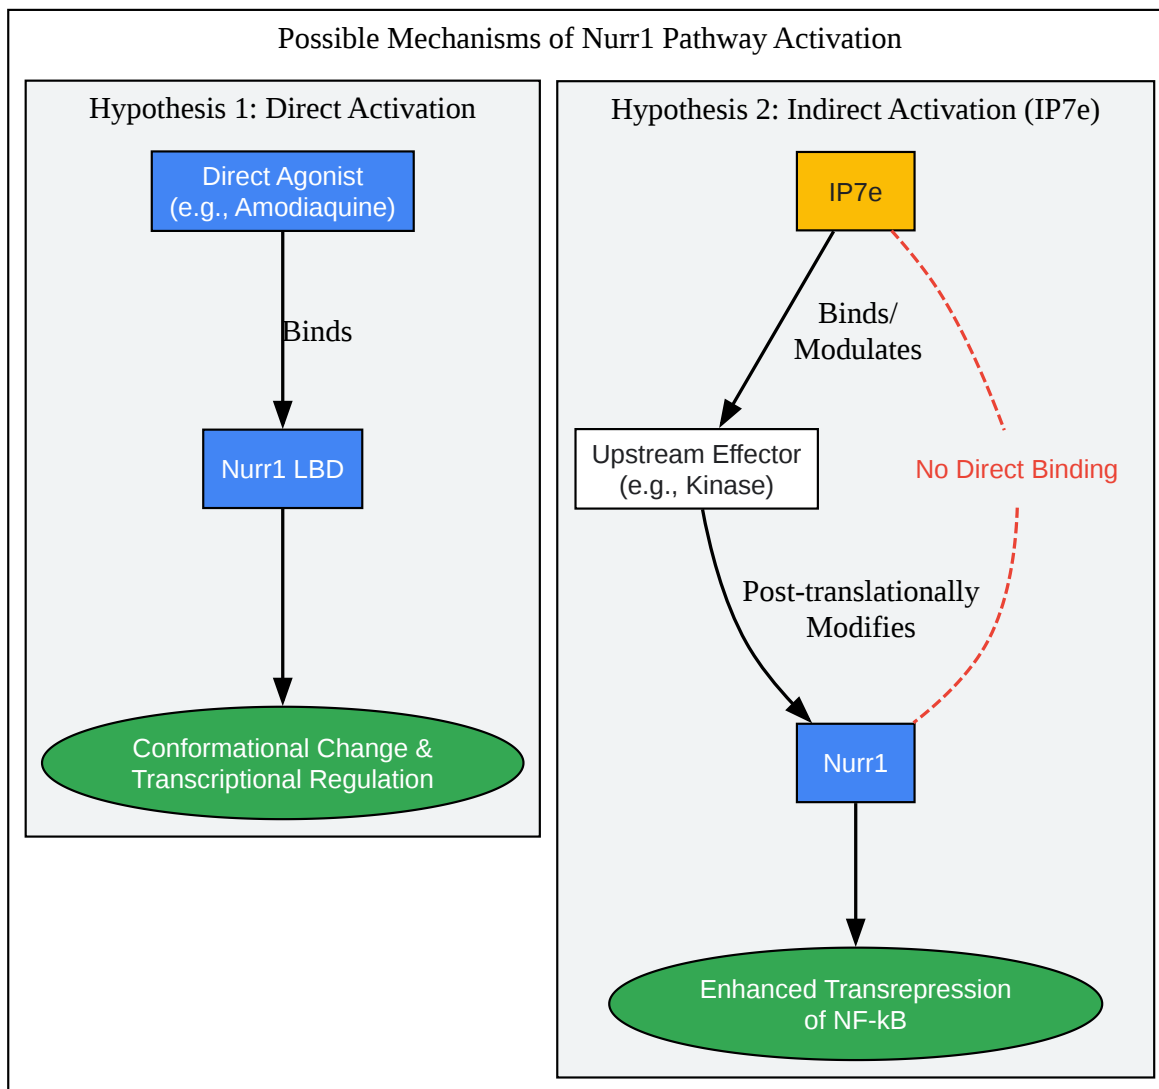 Possible Mechanisms of Nurr1 Pathway Activation
Hypothesis 1: Direct Activation
Direct Agonist
(e.g., Amodiaquine)
Binds
Nurr1 LBD
Conformational Change &
Transcriptional Regulation
Hypothesis 2: Indirect Activation (IP7e)
IP7e
Binds/
Modulates
Upstream Effector
(e.g., Kinase)
No Direct Binding
Post-translationally
Modifies
Nurr1
Enhanced Transrepression
of NF-kB